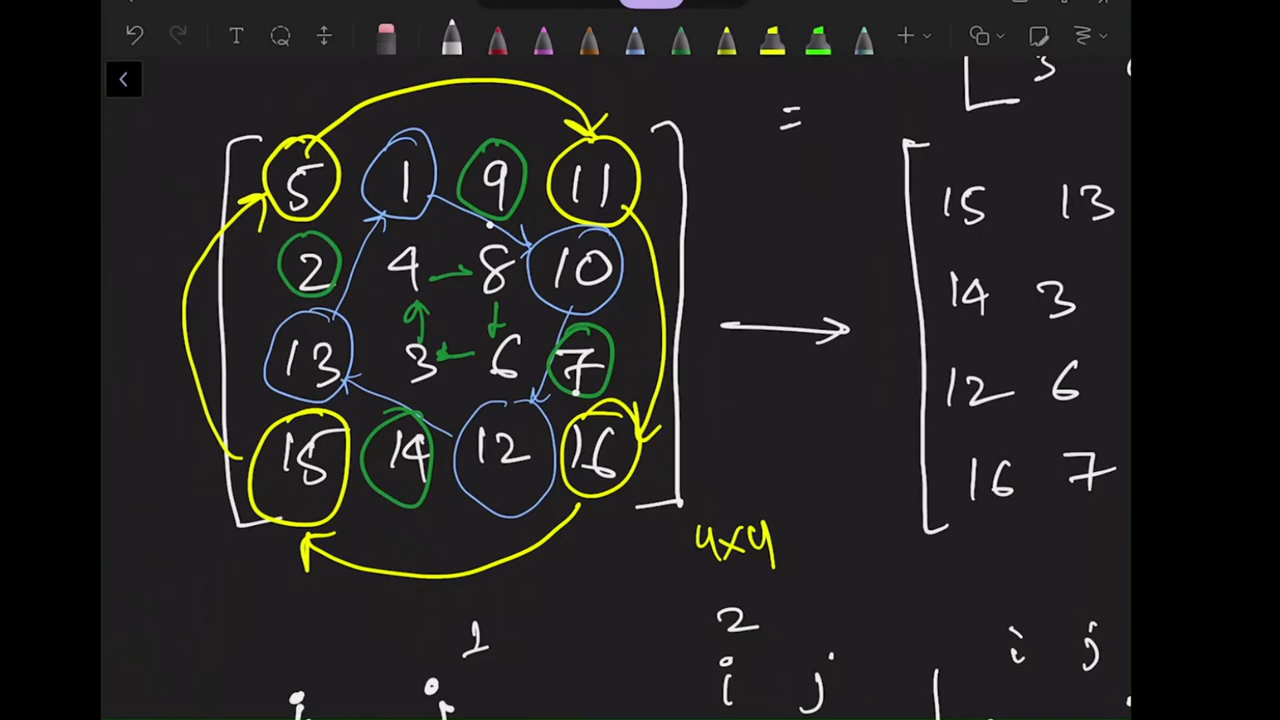 T
=
5 1 9 11
2 4 8 10
13 3 6 7
15 14 12 16
15 13
14 3
12 6
16 7
4x4
1
2
i j
i j
i j